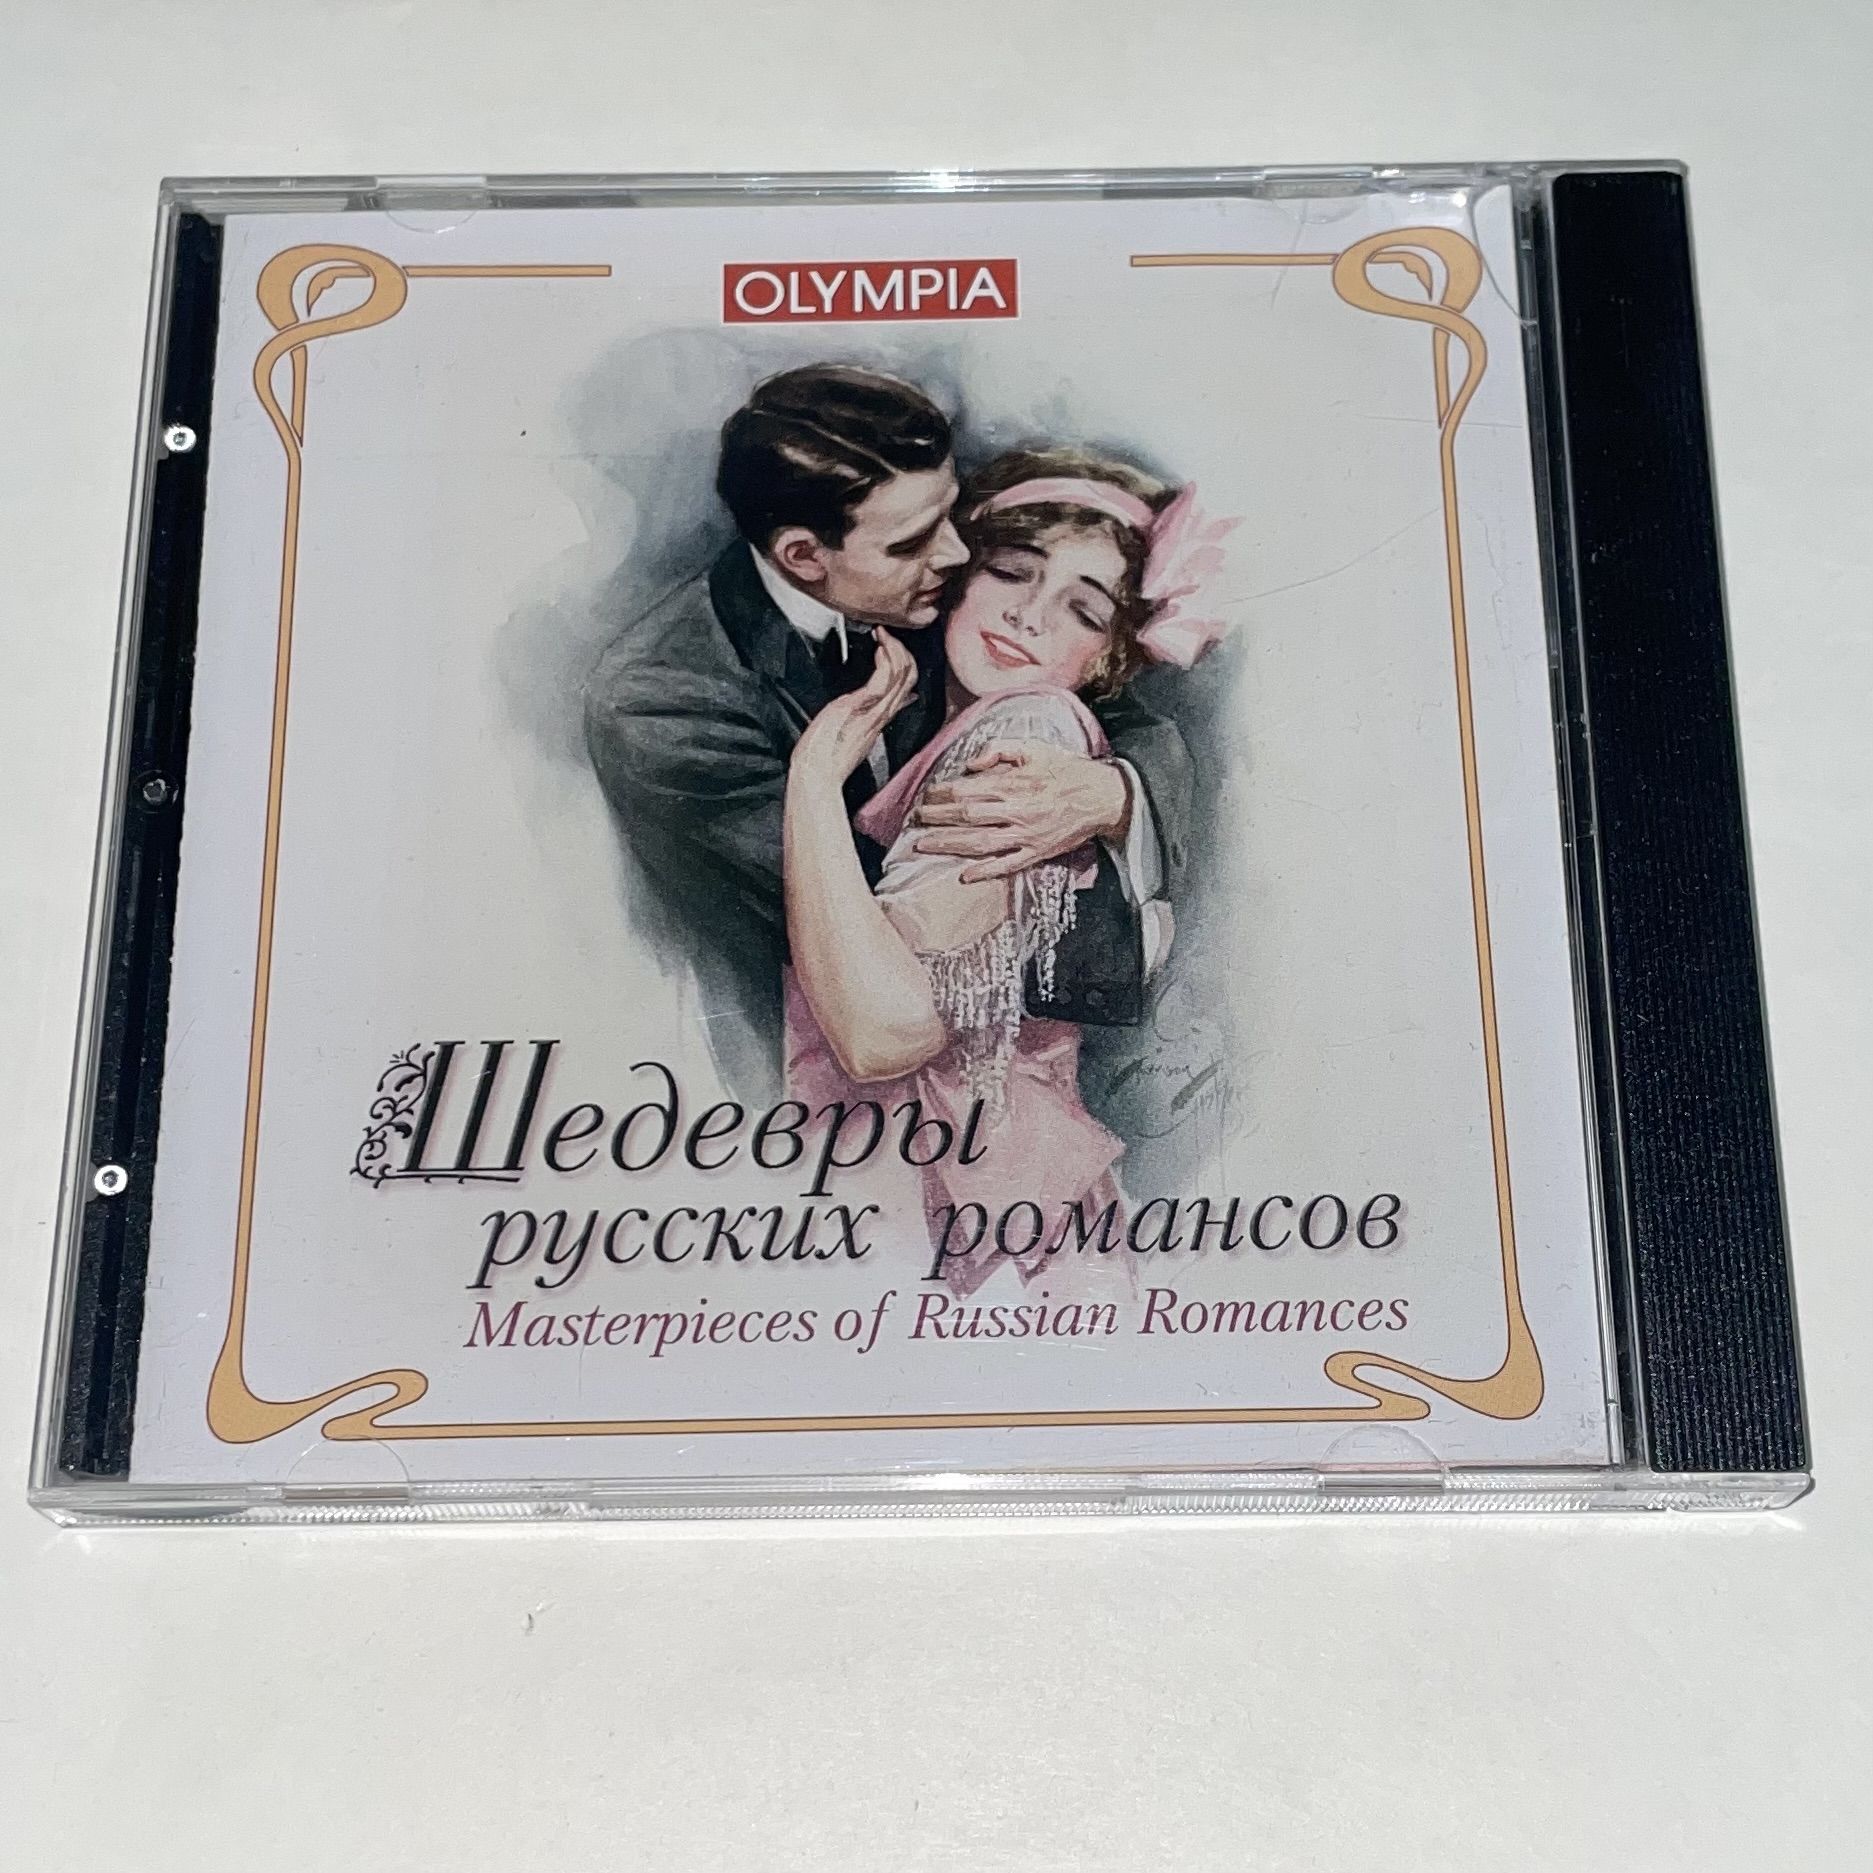 OLYMPIA
Шедевры
русских романсов
Masterpieces of Russian Romances